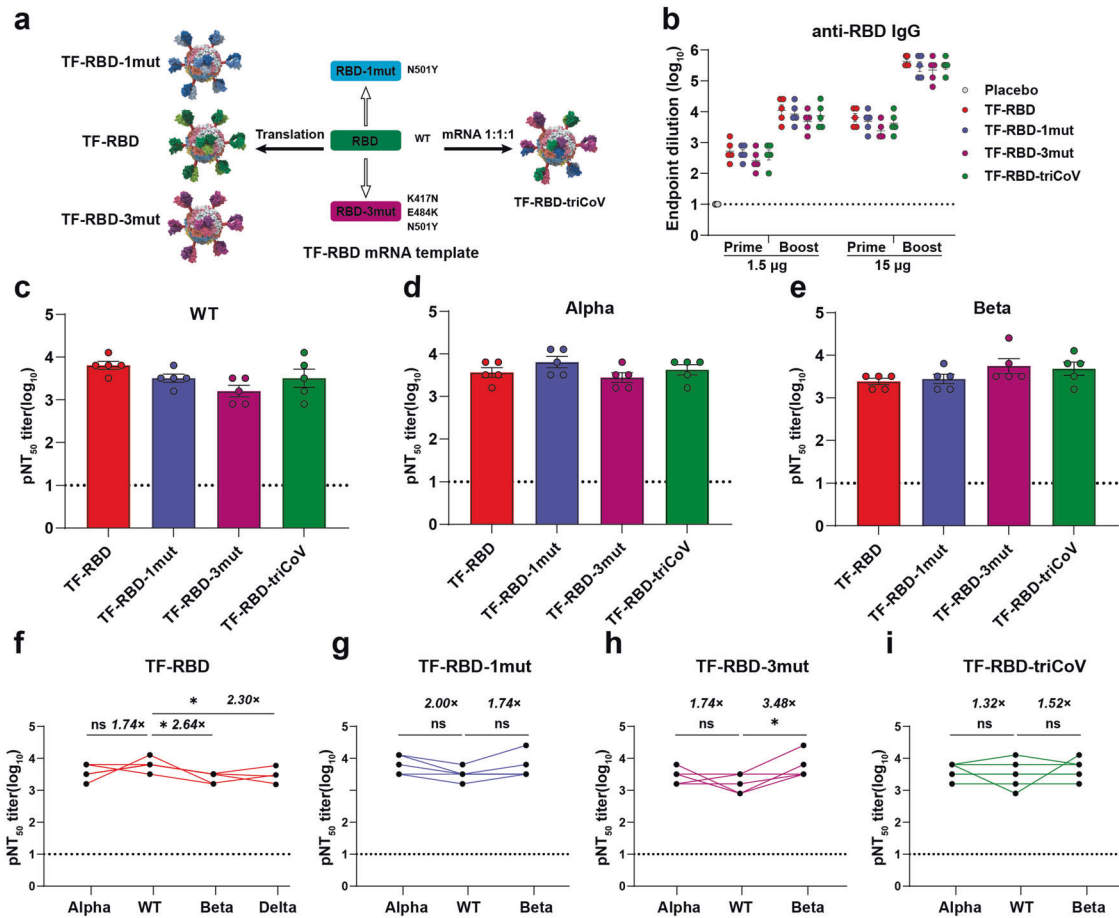 a
TF-RBD-1mut
TF-RBD
TF-RBD-3mut
RBD-1mut N501Y
Translation RBD WT mRNA 1:1:1
RBD-3mut
K417N
E484K
N501Y
TF-RBD mRNA template
TF-RBD-triCoV
b
anti-RBD IgG
Endpoint dilution (log10)
6
5
4
3
2
1
0
Prime Boost Prime Boost
1.5 µg 15 µg
Placebo
TF-RBD
TF-RBD-1mut
TF-RBD-3mut
TF-RBD-triCoV
c
WT
pNT50 titer(log10)
5
4
3
2
1
0
TF-RBD
TF-RBD-1mut
TF-RBD-3mut
TF-RBD-triCoV
d
Alpha
pNT50 titer(log10)
5
4
3
2
1
0
TF-RBD
TF-RBD-1mut
TF-RBD-3mut
TF-RBD-triCoV
e
Beta
pNT50 titer(log10)
5
4
3
2
1
0
TF-RBD
TF-RBD-1mut
TF-RBD-3mut
TF-RBD-triCoV
f
TF-RBD
* 2.30×
ns 1.74× * 2.64×
pNT50 titer(log10)
5
4
3
2
1
0
Alpha WT Beta Delta
g
TF-RBD-1mut
2.00× 1.74×
ns ns
pNT50 titer(log10)
5
4
3
2
1
0
Alpha WT Beta
h
TF-RBD-3mut
1.74× 3.48×
ns *
pNT50 titer(log10)
5
4
3
2
1
0
Alpha WT Beta
i
TF-RBD-triCoV
1.32× 1.52×
ns ns
pNT50 titer(log10)
5
4
3
2
1
0
Alpha WT Beta